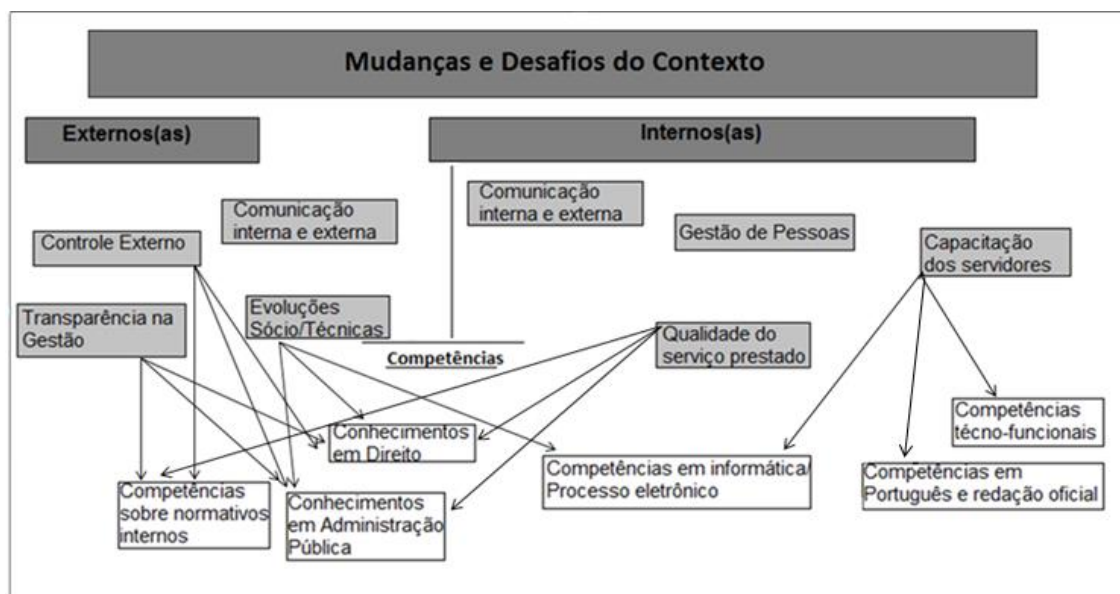 Mudanças e Desafios do Contexto
Externos(as)
Internos(as)
Comunicação
interna e externa
Comunicação
interna e externa
Controle Externo
Gestão de Pessoas
Capacitação
dos servidores
Transparência na
Gestão
Evoluções
Sócio/Técnicas
Competências
Qualidade do
serviço prestado
Conhecimentos
em Direito
Competências
técno-funcionais
Competências em informática/
Processo eletrônico
Competências em
Português e redação oficial
Competências
sobre normativos
internos
Conhecimentos
em Administração
Pública